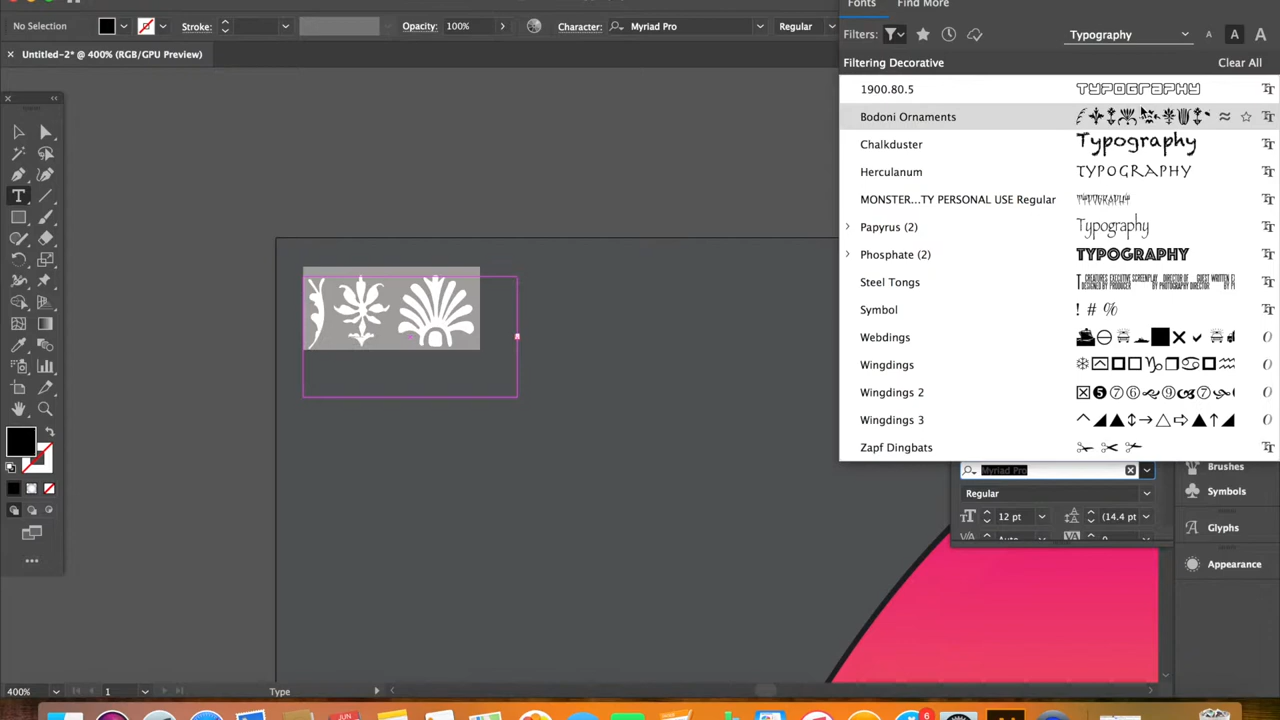 Fonts Find More
No Selection Stroke: Opacity: 100% Character: Myriad Pro Regular
Filters: Typography A A A
Untitled-2* @ 400% (RGB/GPU Preview)
Filtering Decorative Clear All
1900.80.5 TYPOGRAPHY
Bodoni Ornaments
Chalkduster Typography
Herculanum TYPOGRAPHY
MONSTER...TY PERSONAL USE Regular TYPOGRAPHY
Papyrus (2) Typography
Phosphate (2) TYPOGRAPHY
Steel Tongs
Symbol ! # %
Webdings
Wingdings
Wingdings 2
Wingdings 3
Zapf Dingbats
Myriad Pro
Regular
12 pt (14.4 pt
Auto 0
Brushes
Symbols
Glyphs
Appearance
400% 1 Type
6